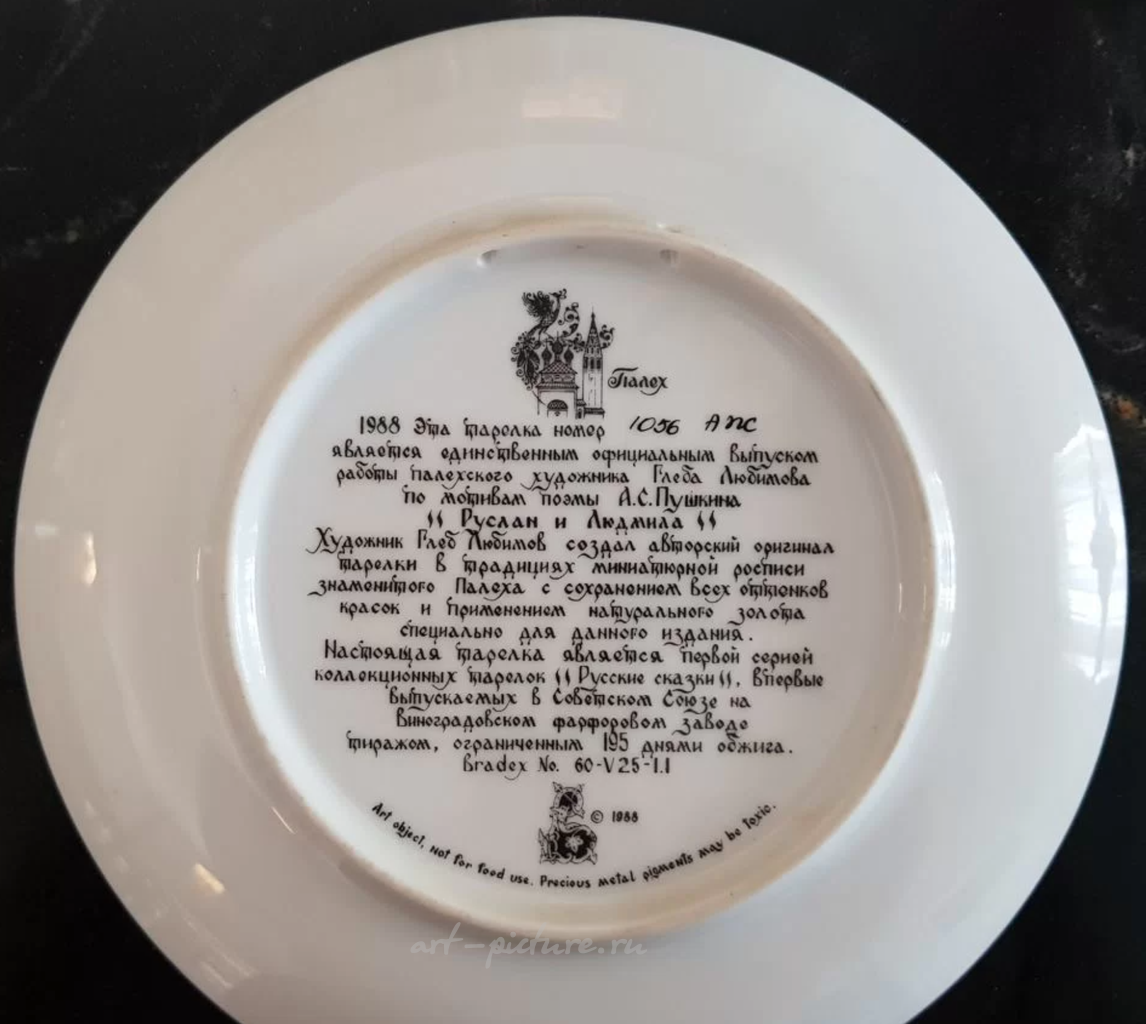 Палех
1988 Эта тарелка номер 1056 АПС
является единственным официальным выпуском
работы палехского художника Глеба Любимова
по мотивам поэмы А.С.Пушкина
"Руслан и Людмила"
Художник Глеб Любимов создал авторский оригинал
тарелки в традициях миниатюрной росписи
знаменитого Палеха с сохранением всех оттенков
красок и применением натурального золота
специально для данного издания.
Настоящая тарелка является первой серией
коллекционных тарелок "Русские сказки", впервые
выпускаемых в Советском Союзе на
Виноградовском фарфоровом заводе
тиражом, ограниченным 195 днями обжига.
Bradex No. 60-V25-1.1
© 1988
Art object, not for food use. Precious metal pigments may be toxic.
art-picture.ru